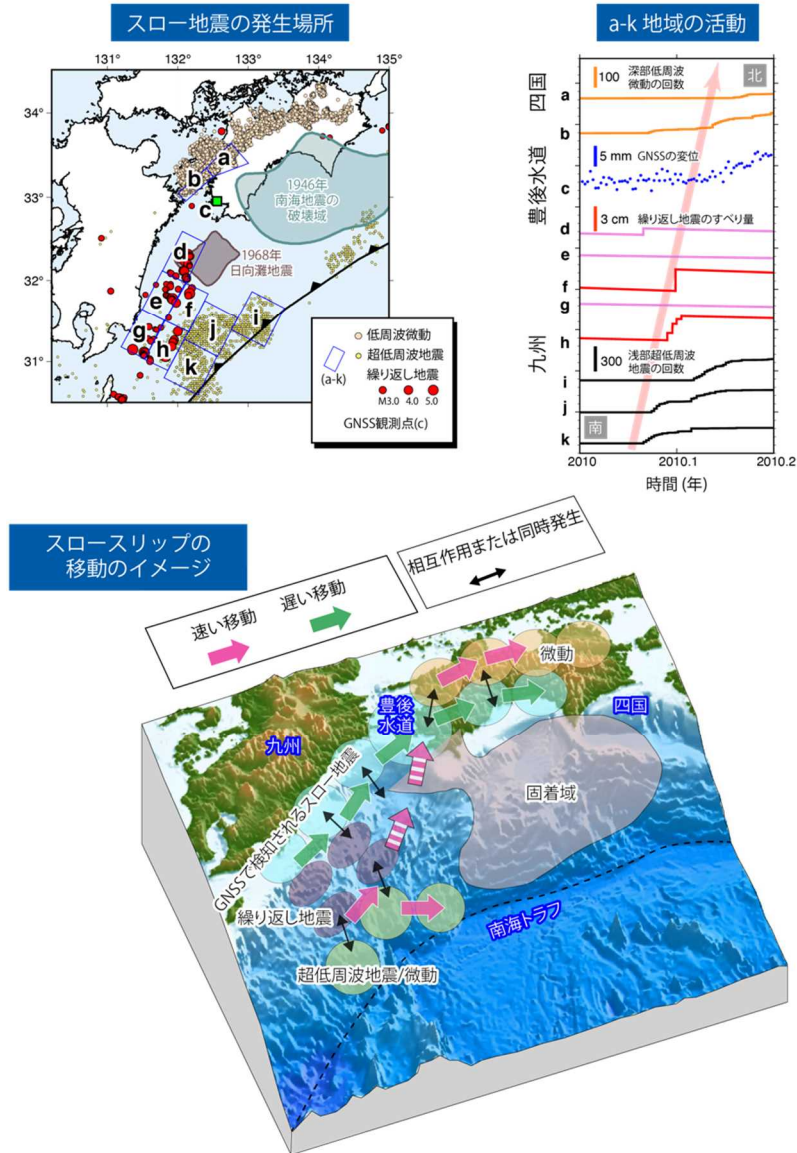 スロー地震の発生場所
131°
132°
133°
134°
135°
34°
33°
32°
31°
a
b
c
1946年
南海地震の
破壊域
1968年
日向灘地震
d
e
f
g
h
i
j
k
低周波微動
超低周波地震
(a-k)
繰り返し地震
M3.0 4.0 5.0
GNSS観測点(c)
a-k 地域の活動
四国
豊後水道
九州
北
100 深部低周波
微動の回数
a
b
5 mm GNSSの変位
c
3 cm 繰り返し地震のすべり量
d
e
f
g
h
300 浅部超低周波
地震の回数
i
j
南
k
2010 2010.1 2010.2
時間 (年)
スロースリップの
移動のイメージ
速い移動
遅い移動
相互作用または同時発生
微動
豊後
水道
四国
九州
GNSSで検知されるスロー地震
固着域
繰り返し地震
南海トラフ
超低周波地震/微動